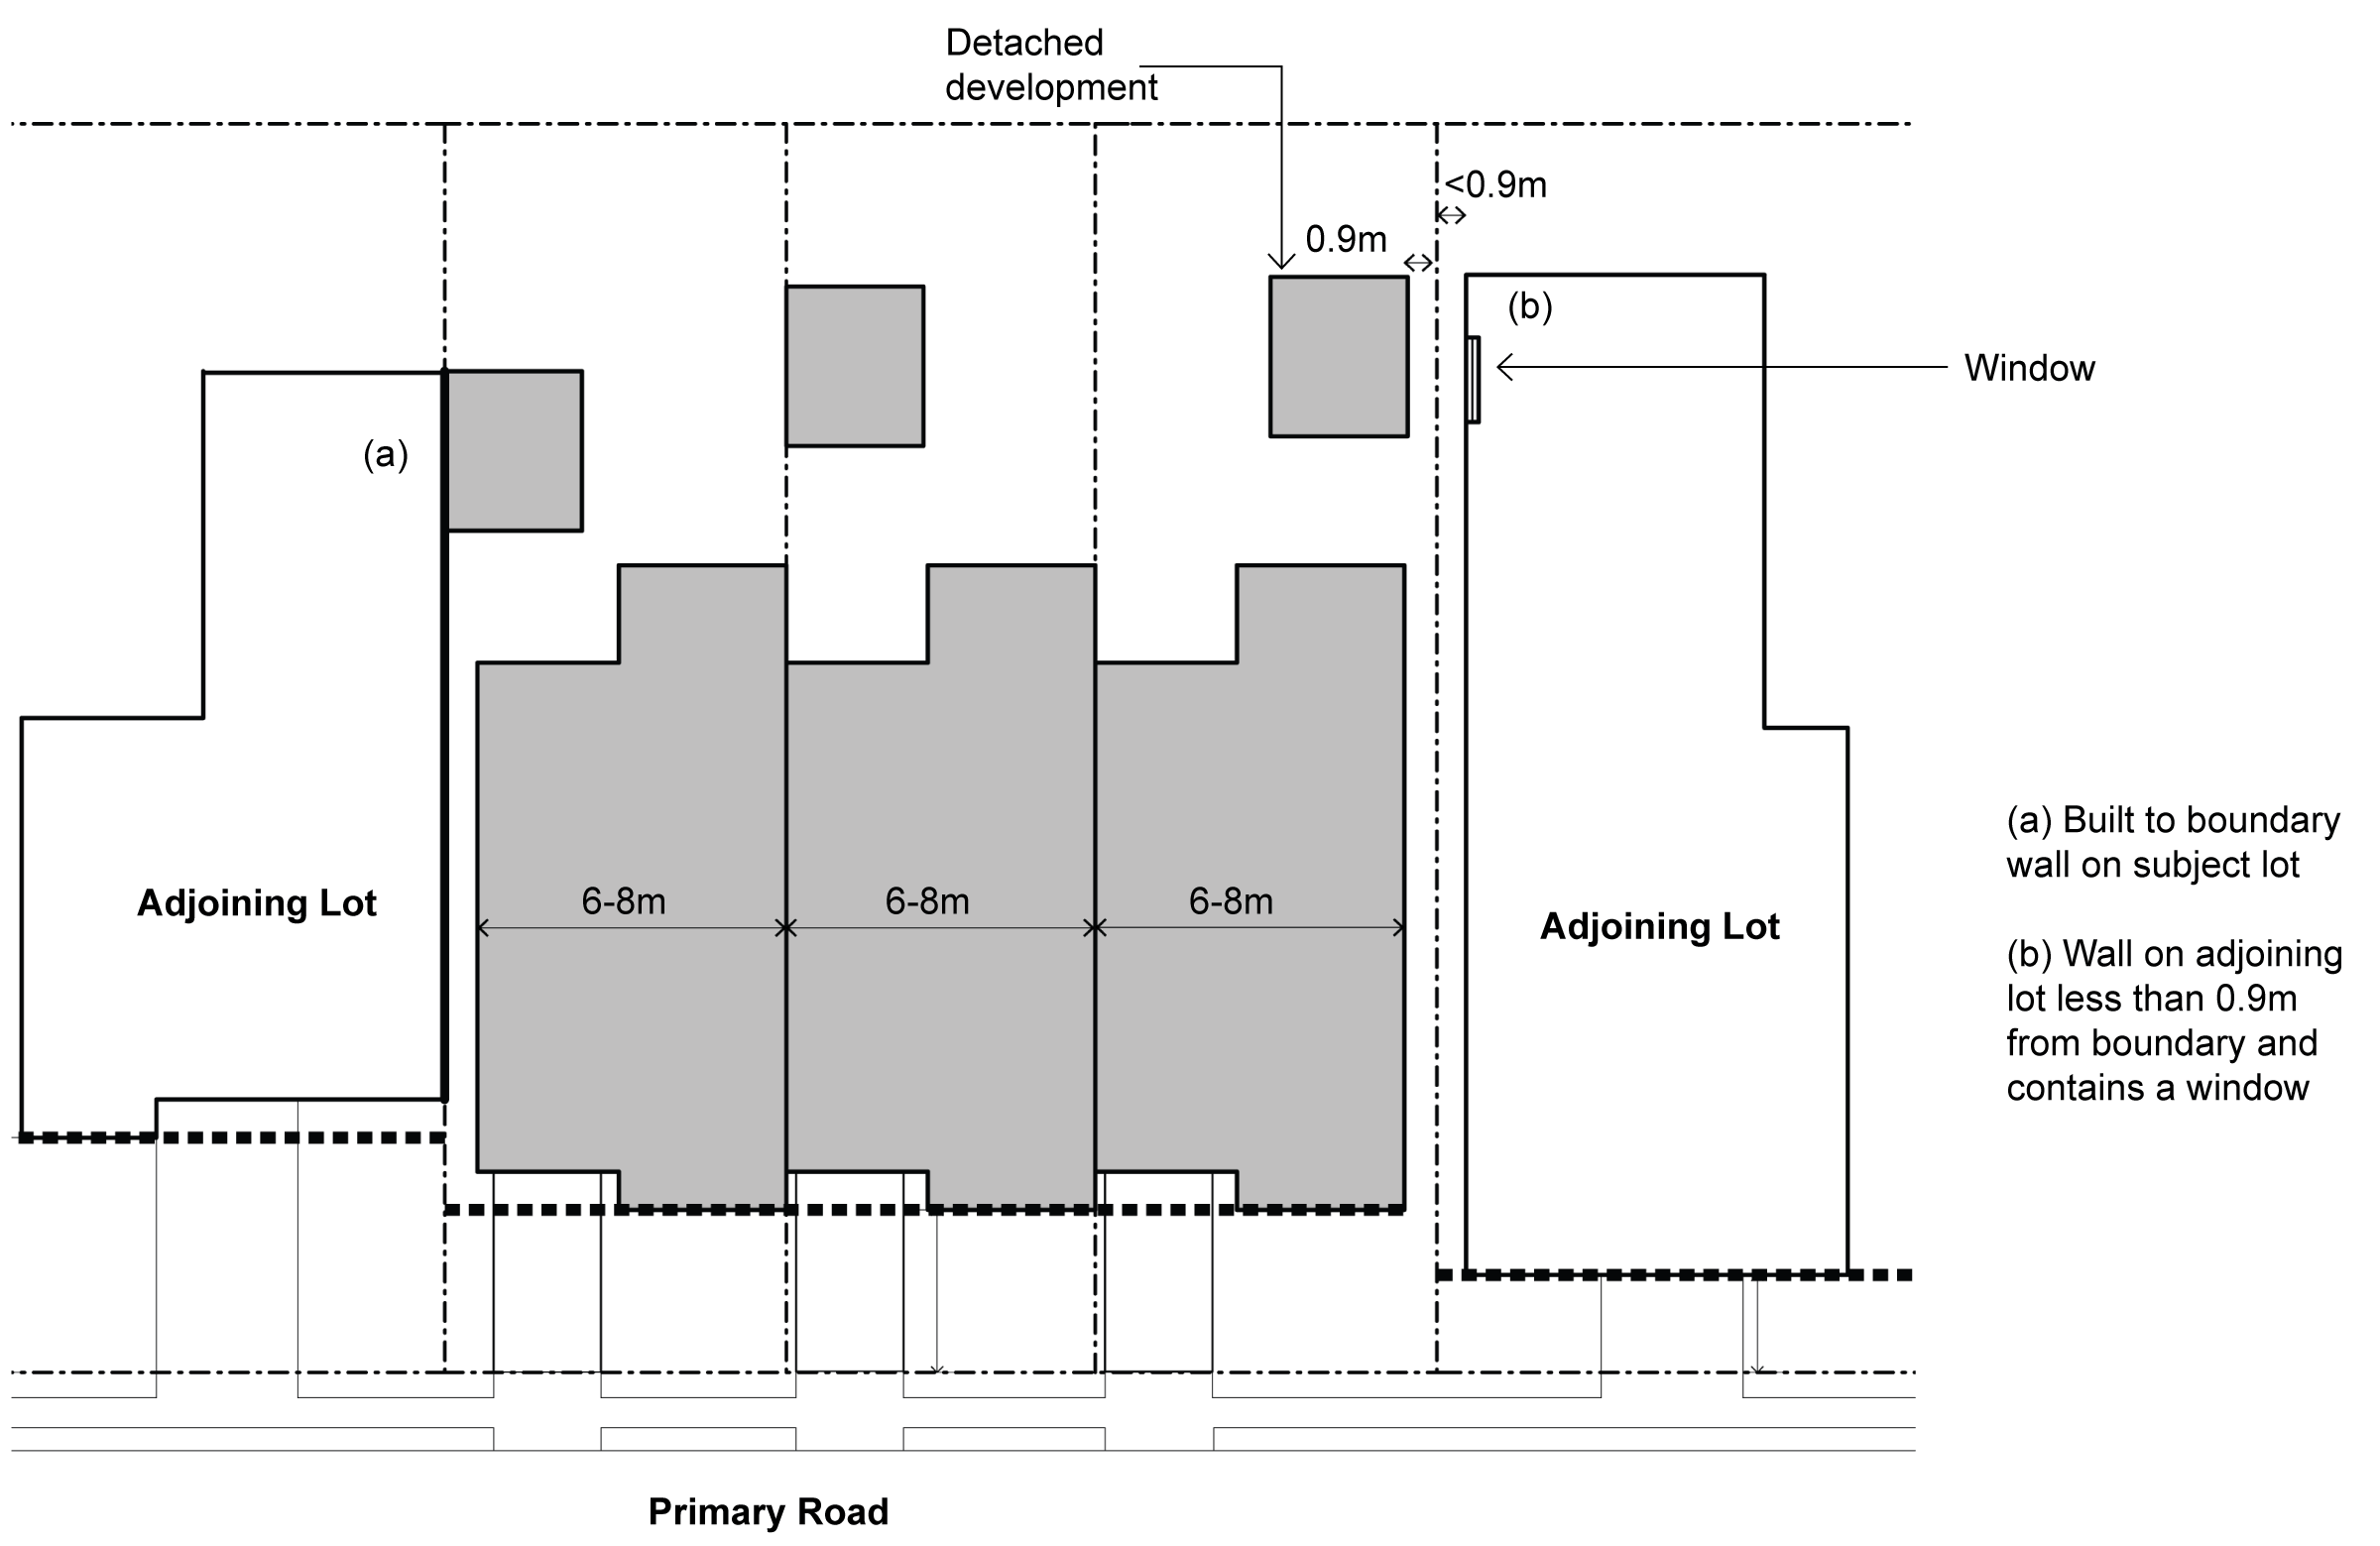 Detached
development
<0.9m
0.9m
(b)
Window
(a)
(a) Built to boundary
wall on subject lot
Adjoining Lot
6-8m
6-8m
6-8m
Adjoining Lot
(b) Wall on adjoining
lot less than 0.9m
from boundary and
contains a window
Primary Road